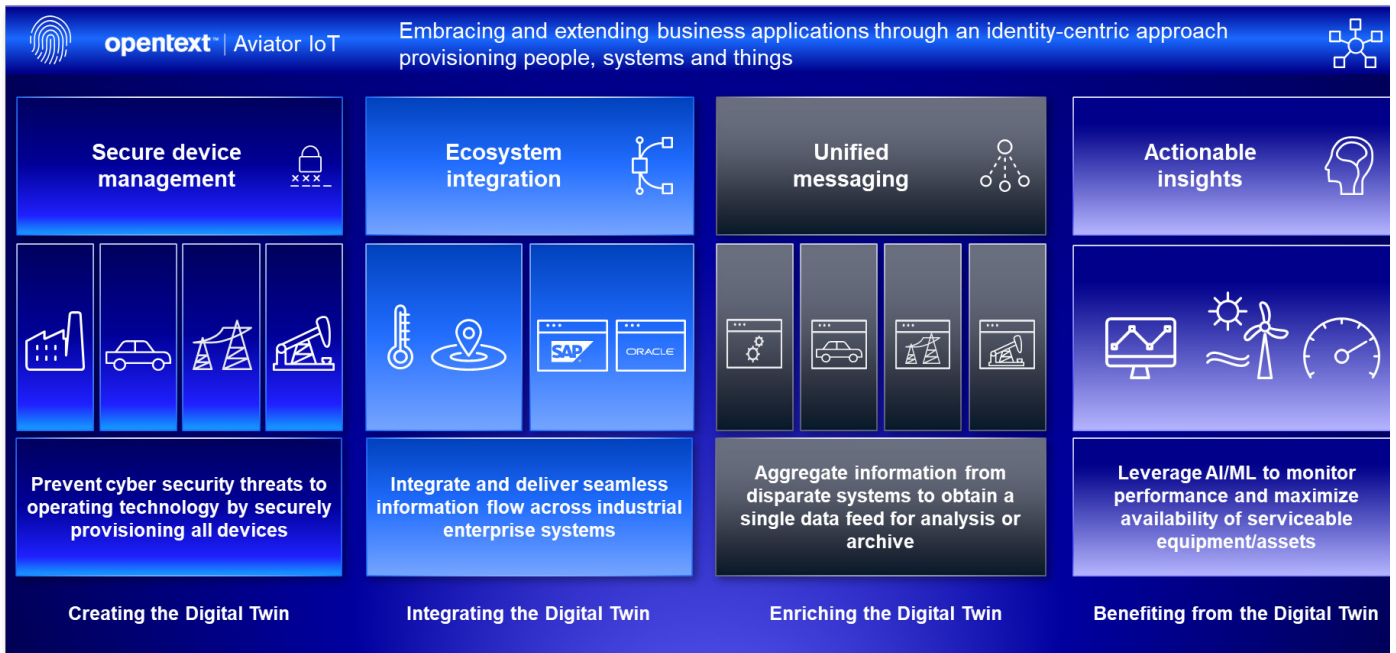 opentext™ | Aviator IoT
Embracing and extending business applications through an identity-centric approach
provisioning people, systems and things
Secure device
management
Ecosystem
integration
Unified
messaging
Actionable
insights
SAP
ORACLE
Prevent cyber security threats to
operating technology by securely
provisioning all devices
Integrate and deliver seamless
information flow across industrial
enterprise systems
Aggregate information from
disparate systems to obtain a
single data feed for analysis or
archive
Leverage AI/ML to monitor
performance and maximize
availability of serviceable
equipment/assets
Creating the Digital Twin
Integrating the Digital Twin
Enriching the Digital Twin
Benefiting from the Digital Twin